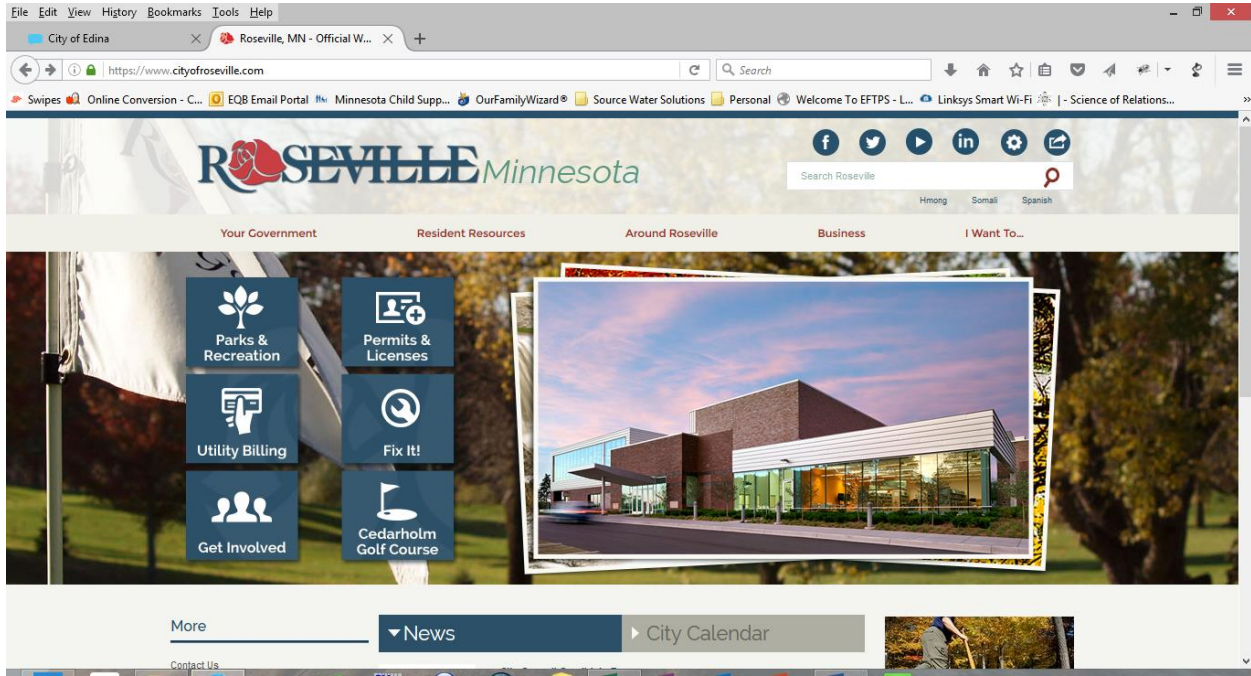 File Edit View History Bookmarks Tools Help
City of Edina
Roseville, MN - Official W...
https://www.cityofroseville.com
Search
Swipes Online Conversion - C... EQB Email Portal Minnesota Child Supp... OurFamilyWizard® Source Water Solutions Personal Welcome To EFTPS - L... Linksys Smart Wi-Fi | - Science of Relations...
ROSEVILLE Minnesota
Search Roseville
Hmong Somali Spanish
Your Government Resident Resources Around Roseville Business I Want To...
Parks &
Recreation
Permits &
Licenses
Utility Billing
Fix It!
Get Involved
Cedarholm
Golf Course
More
News
City Calendar
Contact Us